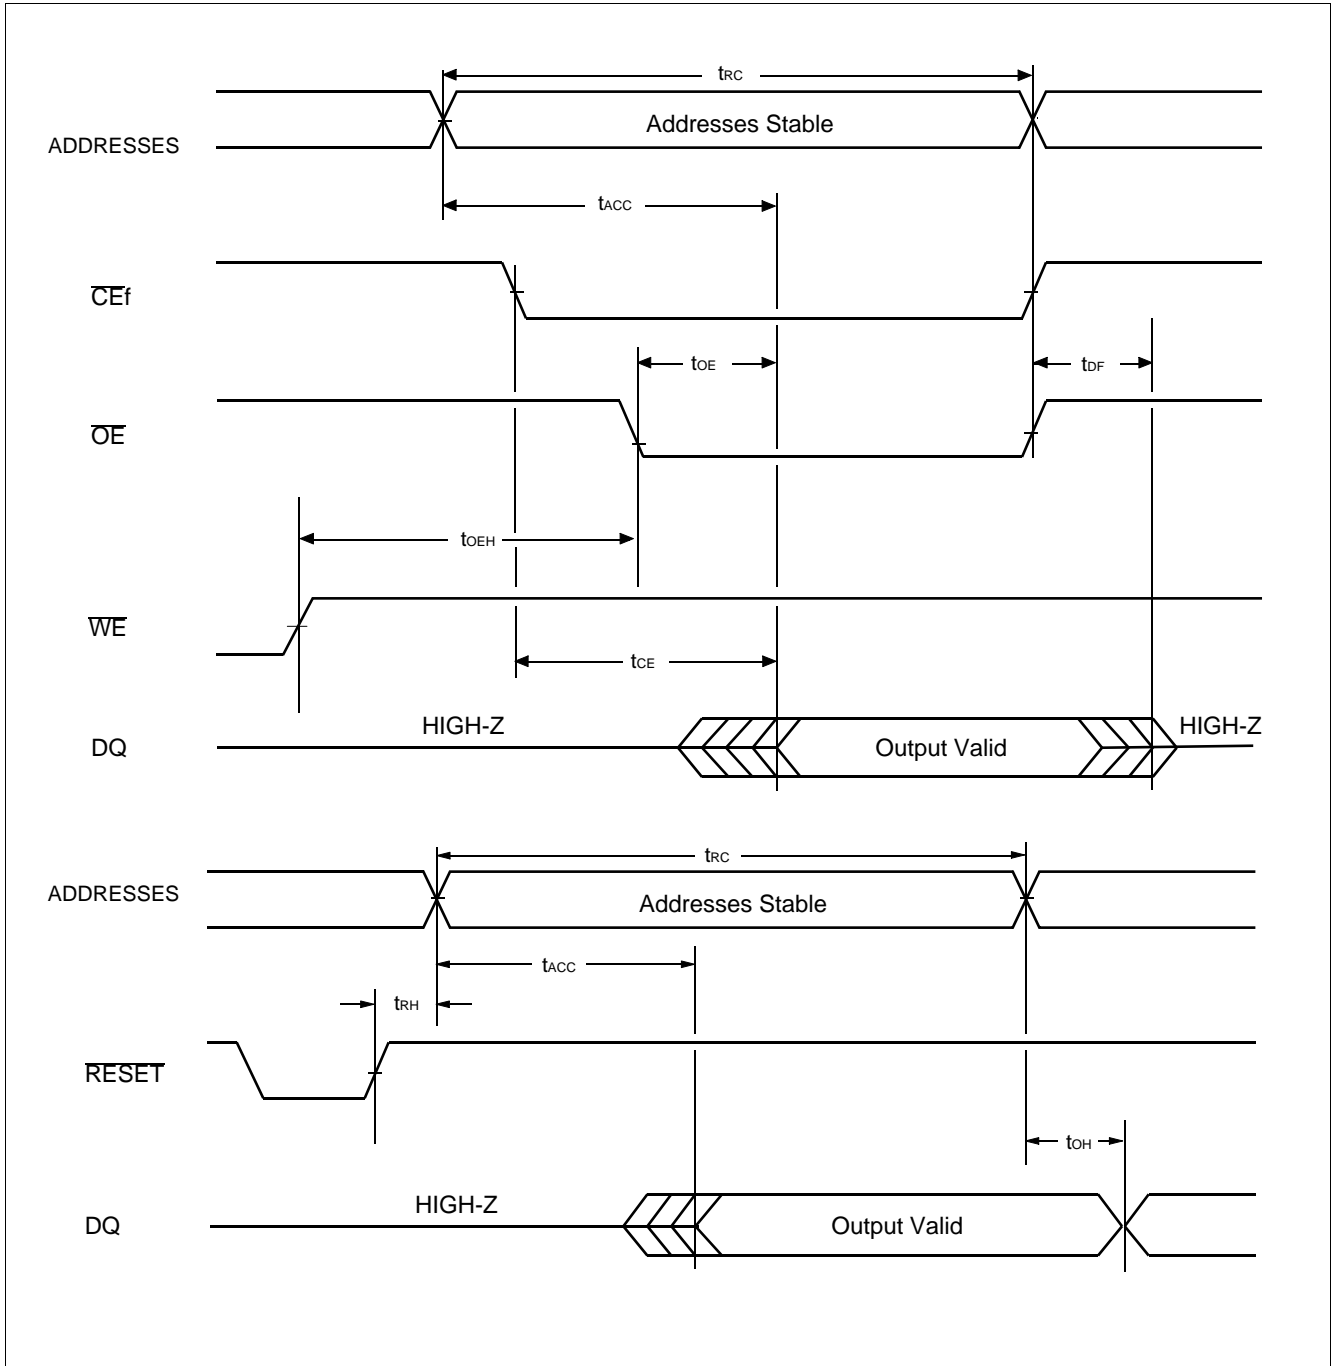 tRC
Addresses Stable
ADDRESSES
tACC
CEf
tOE
tDF
OE
tOEH
WE
tCE
HIGH-Z
HIGH-Z
DQ
Output Valid
tRC
ADDRESSES
Addresses Stable
tACC
tRH
RESET
tOH
HIGH-Z
DQ
Output Valid